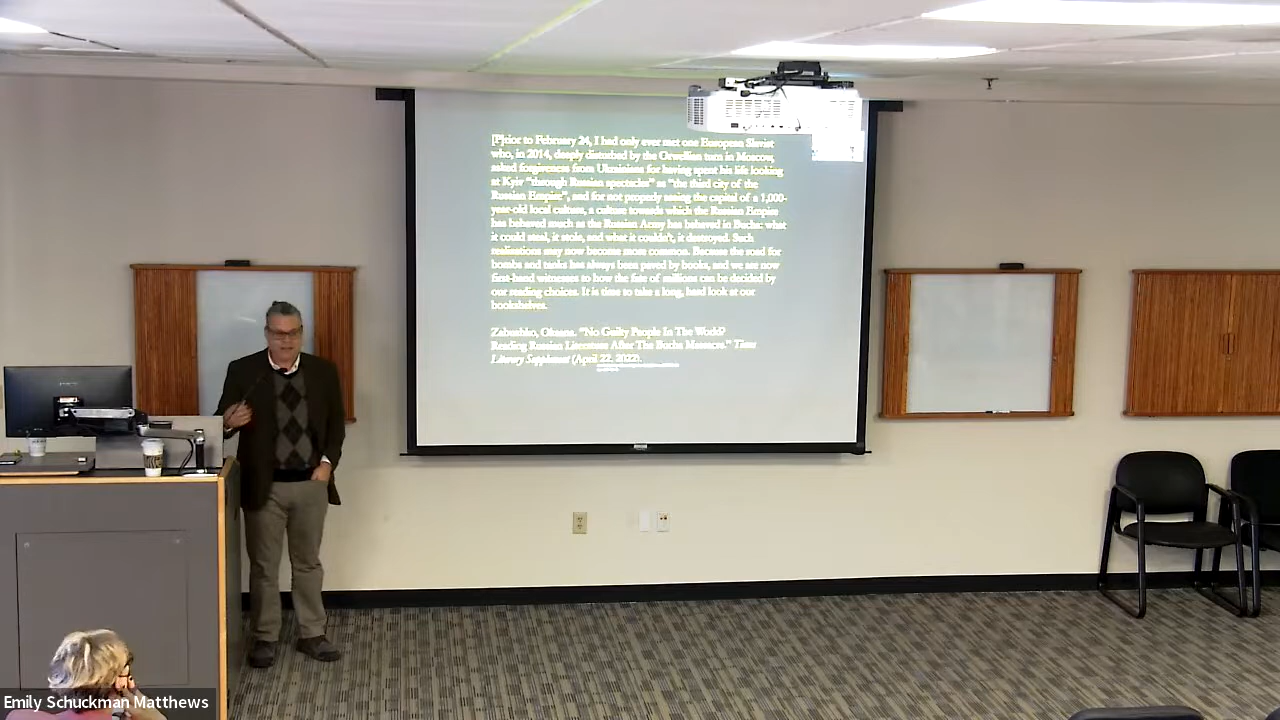 [P]rior to February 24, I had only ever met one European Slavist
who, in 2014, deeply disturbed by the Orwellian turn in Moscow,
asked forgiveness from Ukrainians for having spent his life looking
at Kyiv "through Russian spectacles" as "the third city of the
Russian Empire", and for not properly seeing the capital of a 1,000-
year-old local culture, a culture towards which the Russian Empire
has behaved much as the Russian Army has behaved in Bucha: what
it could steal, it stole, and what it couldn't, it destroyed. Such
realizations may now become more common. Because the road for
bombs and tanks has always been paved by books, and we are now
first-hand witnesses to how the fate of millions can be decided by
our reading choices. It is time to take a long, hard look at our
bookshelves.
Zabuzhko, Oksana. "No Guilty People In The World?
Reading Russian Literature After The Bucha Massacre." Times
Literary Supplement (April 22, 2022).
Emily Schuckman Matthews